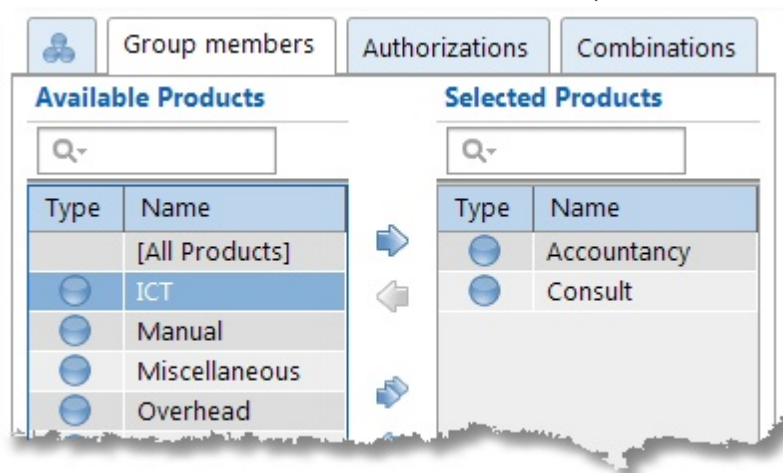 Group members Authorizations Combinations
Available Products
Selected Products
Type Name
[All Products]
ICT
Manual
Miscellaneous
Overhead
Type Name
Accountancy
Consult